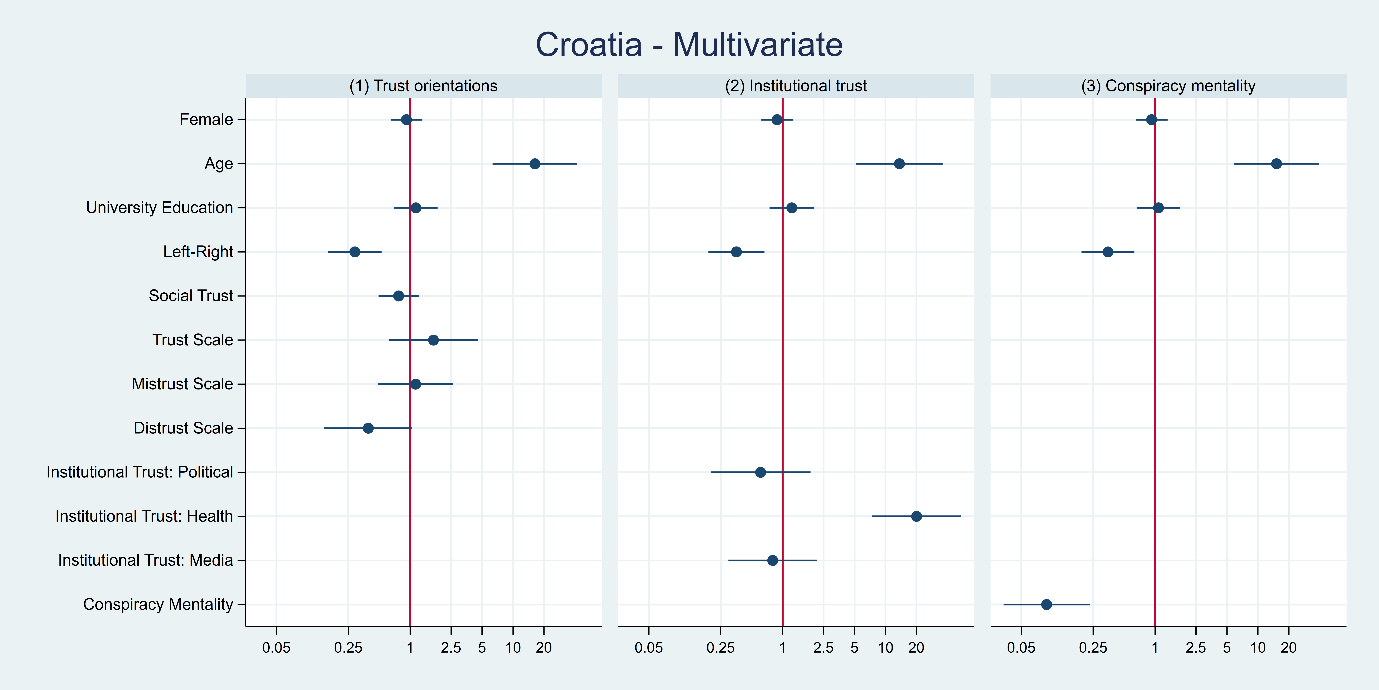 Croatia - Multivariate
(1) Trust orientations
(2) Institutional trust
(3) Conspiracy mentality
Female
Age
University Education
Left-Right
Social Trust
Trust Scale
Mistrust Scale
Distrust Scale
Institutional Trust: Political
Institutional Trust: Health
Institutional Trust: Media
Conspiracy Mentality
0.05 0.25 1 2.5 5 10 20
0.05 0.25 1 2.5 5 10 20
0.05 0.25 1 2.5 5 10 20